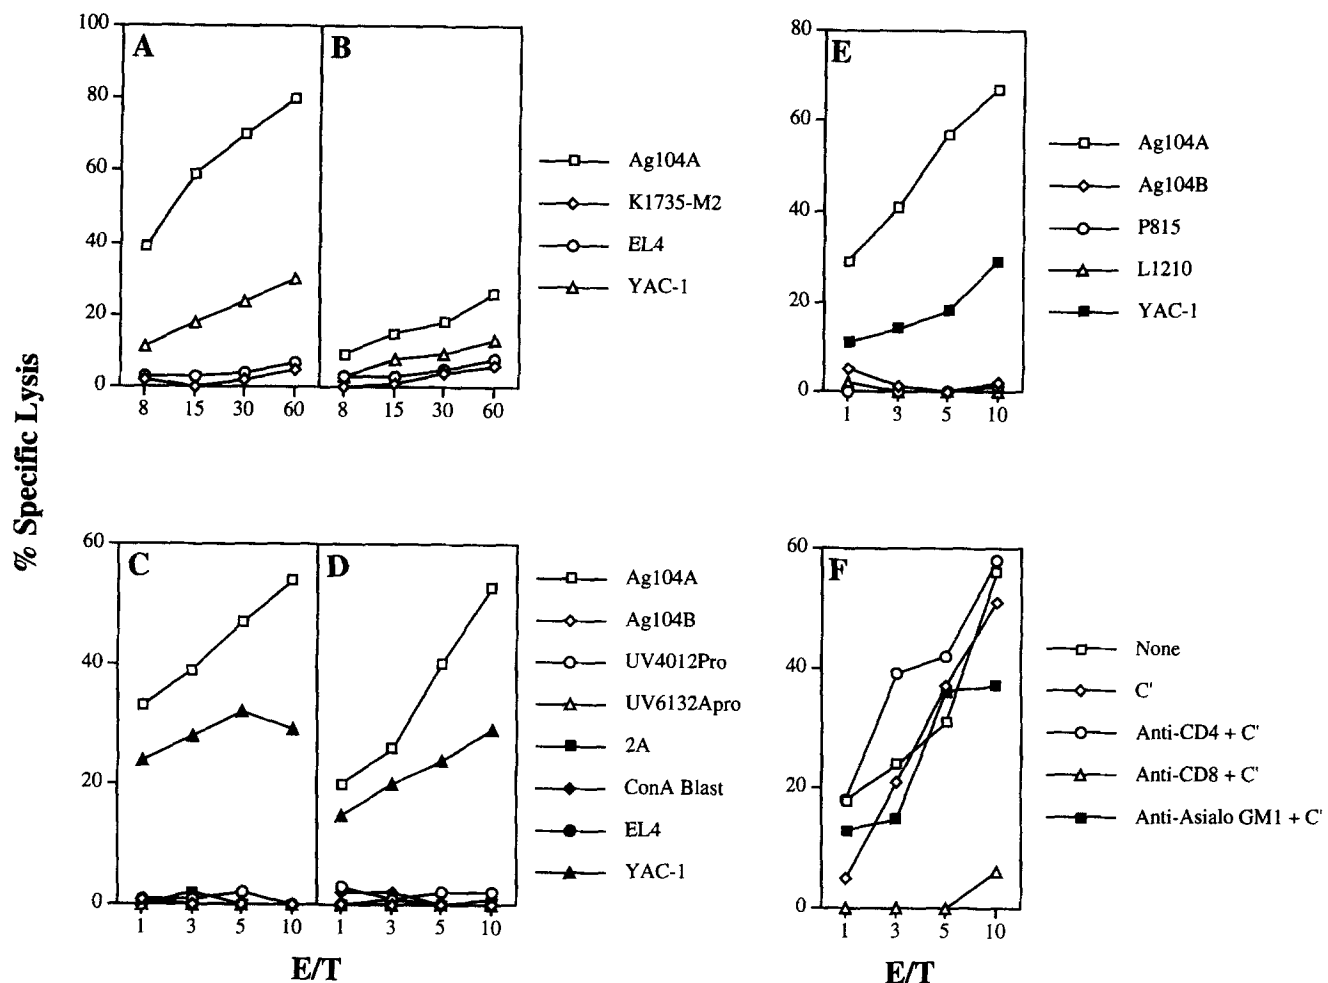 % Specific Lysis
A
B
100
80
60
40
20
0
8 15 30 60
8 15 30 60
Ag104A
K1735-M2
EL4
YAC-1
E
80
60
40
20
0
1 3 5 10
Ag104A
Ag104B
P815
L1210
YAC-1
C
D
60
40
20
0
1 3 5 10
1 3 5 10
E/T
Ag104A
Ag104B
UV4012Pro
UV6132Apro
2A
ConA Blast
EL4
YAC-1
F
60
40
20
0
1 3 5 10
E/T
None
C'
Anti-CD4 + C'
Anti-CD8 + C'
Anti-Asialo GM1 + C'